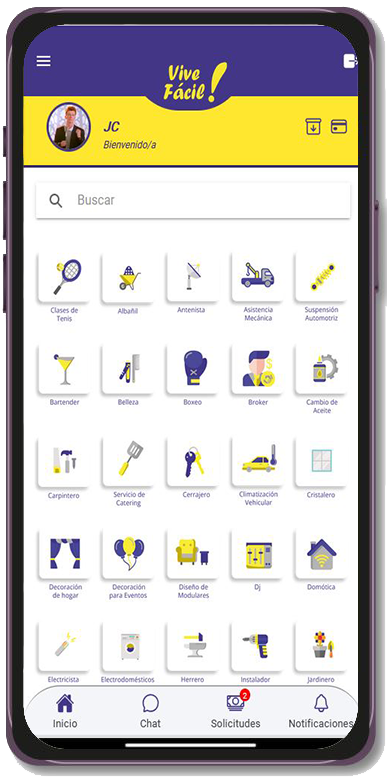 Vive
Fácil!
JC
Bienvenido/a
Buscar
Clases de
Tenis
Albañil
Antenista
Asistencia
Mecánica
Suspensión
Automotriz
Bartender
Belleza
Boxeo
Broker
Cambio de
Aceite
Carpintero
Servicio de
Catering
Cerrajero
Climatización
Vehicular
Cristalero
Decoración
de hogar
Decoración
para Eventos
Diseño de
Modulares
Dj
Domótica
Electricista
Electrodomésticos
Herrero
Instalador
Jardinero
2
Inicio
Chat
Solicitudes
Notificaciones